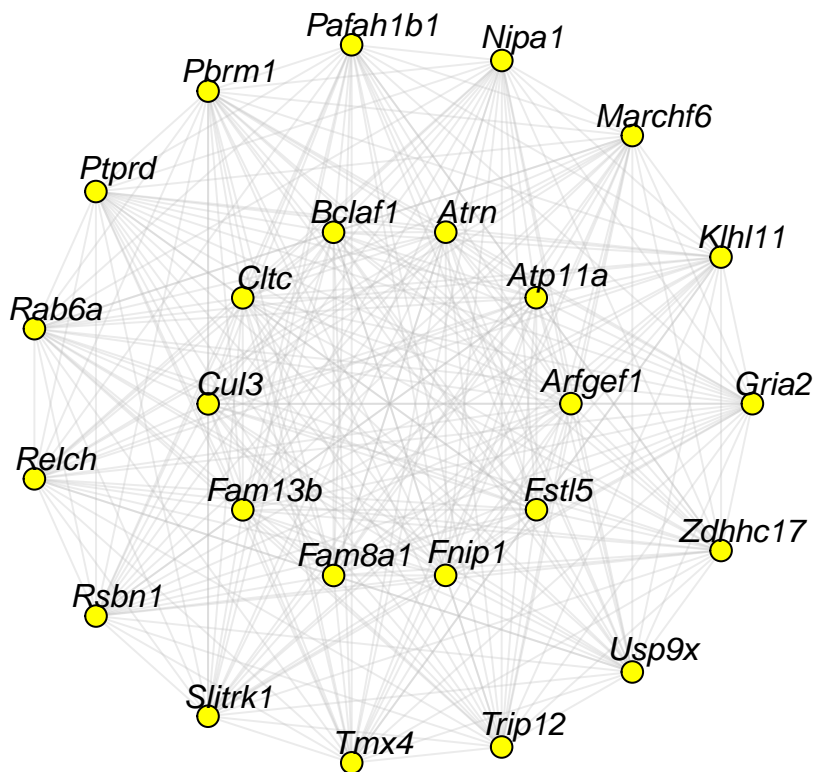 Pafah1b1
Nipa1
Pbrm1
Marchf6
Ptprd
Bclaf1
Atrn
Klhl11
Cltc
Atp11a
Rab6a
Cul3
Arfgef1
Gria2
Relch
Fam13b
Fstl5
Zdhhc17
Fam8a1
Fnip1
Rsbn1
Usp9x
Slitrk1
Trip12
Tmx4